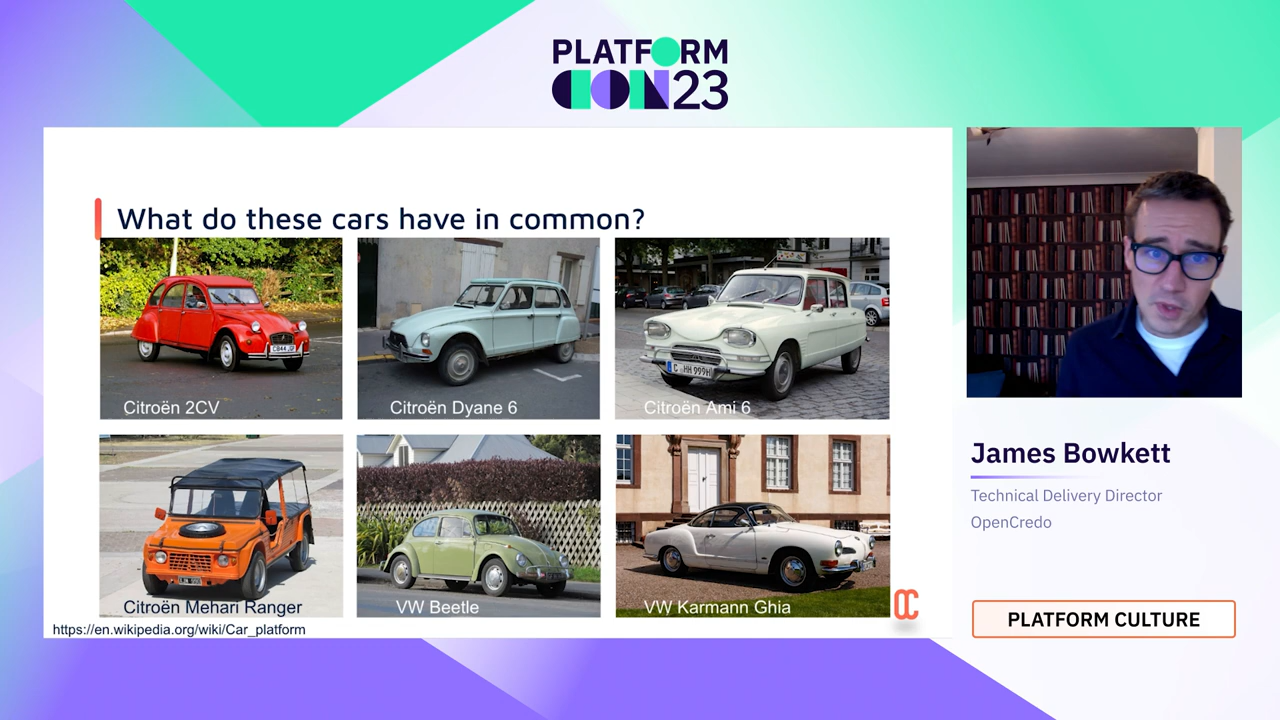 PLATFORM
CON23
What do these cars have in common?
Citroën 2CV
Citroën Dyane 6
Citroën Ami 6
Citroën Mehari Ranger
VW Beetle
VW Karmann Ghia
https://en.wikipedia.org/wiki/Car_platform
OC
James Bowkett
Technical Delivery Director
OpenCredo
PLATFORM CULTURE